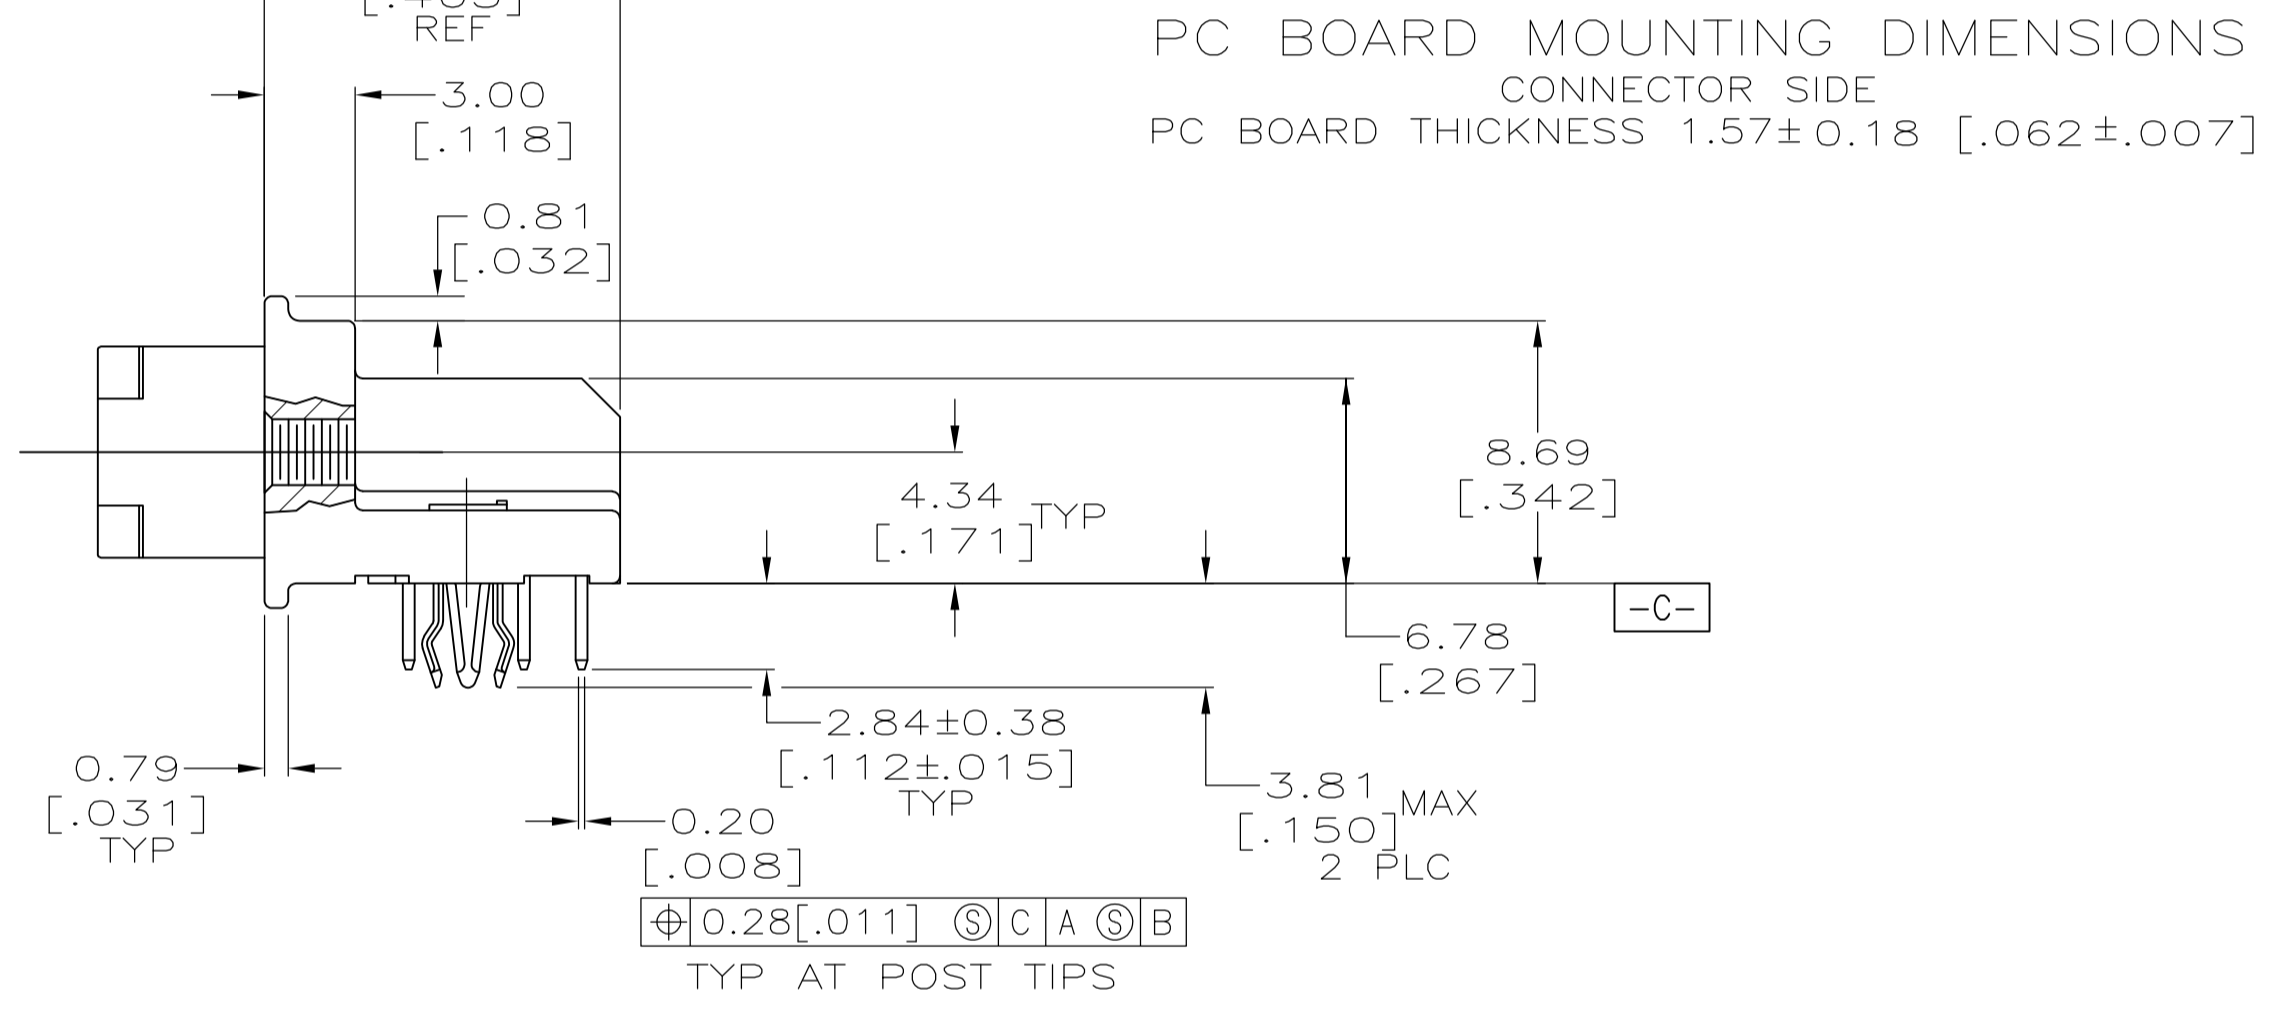 REF
PC BOARD MOUNTING DIMENSIONS
CONNECTOR SIDE
PC BOARD THICKNESS 1.57±0.18 [.062±.007]
3.00
[.118]
0.81
[.032]
8.69
[.342]
4.34
[.171] TYP
-C-
6.78
[.267]
2.84±0.38
[.112±.015]
TYP
0.79
[.031]
TYP
3.81 MAX
[.150]
2 PLC
0.20
[.008]
⌖ 0.28[.011] Ⓢ C A Ⓢ B
TYP AT POST TIPS